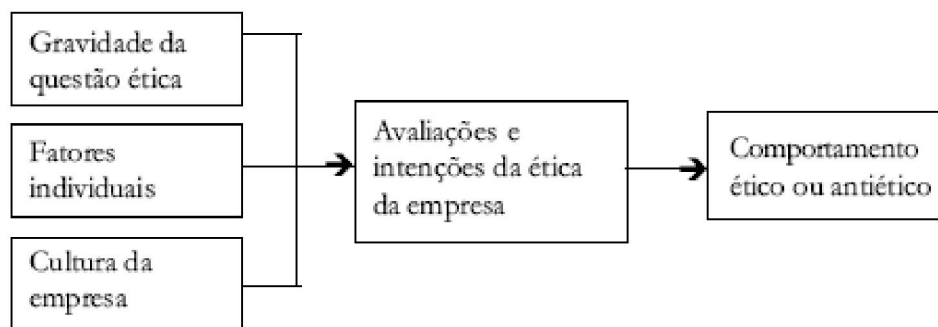 Gravidade da
questão ética
Fatores
individuais
Cultura da
empresa
Avaliações e
intenções da ética
da empresa
Comportamento
ético ou antiético